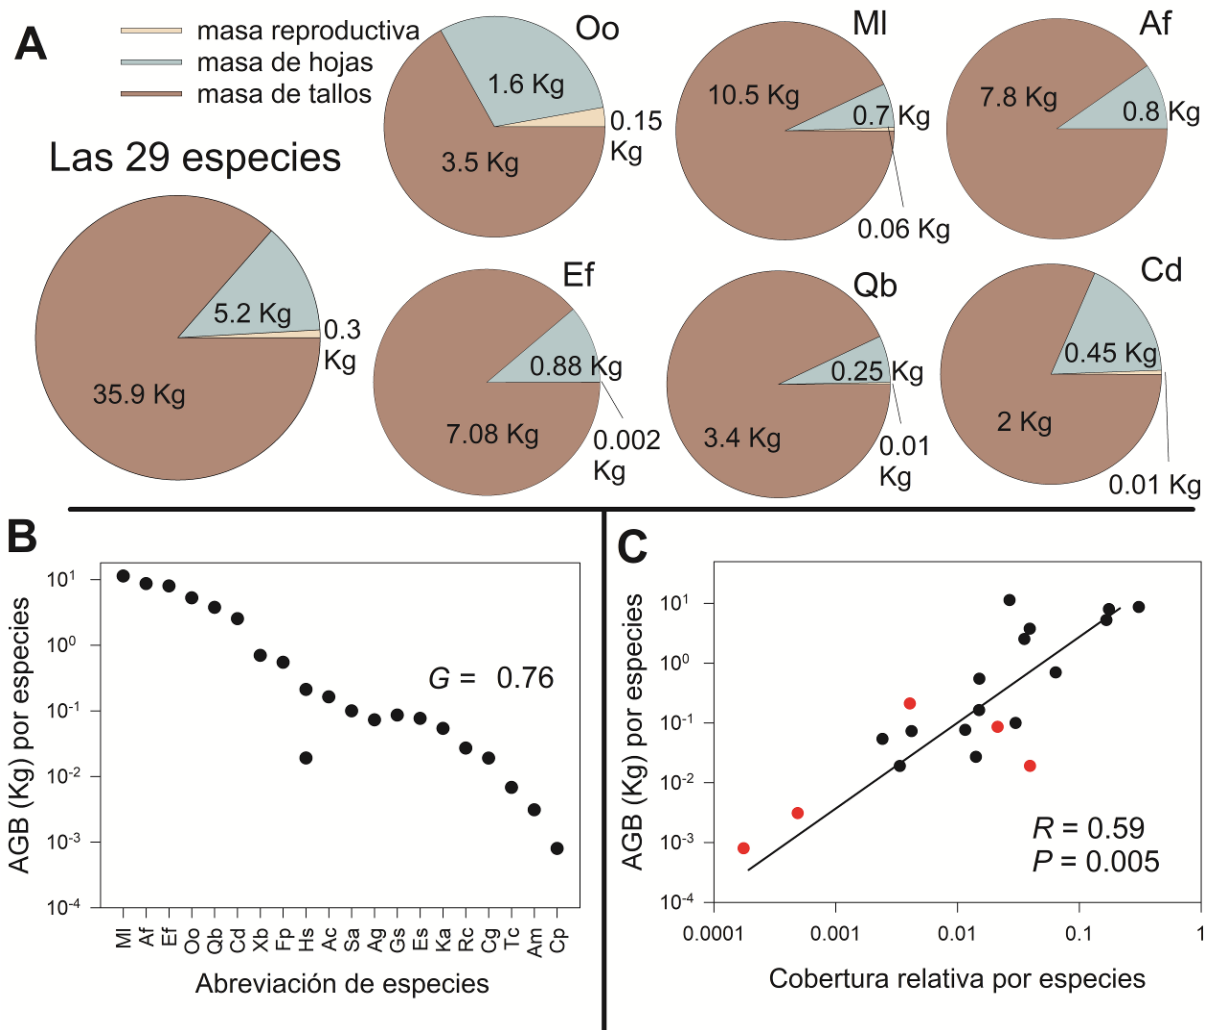 A
masa reproductiva
masa de hojas
masa de tallos
Las 29 especies
5.2 Kg
0.3
Kg
35.9 Kg
Oo
1.6 Kg
0.15
Kg
3.5 Kg
Ml
10.5 Kg
0.7 Kg
0.06 Kg
Af
7.8 Kg
0.8 Kg
Ef
0.88 Kg
7.08 Kg
0.002
Kg
Qb
0.25 Kg
3.4 Kg
0.01
Kg
Cd
0.45 Kg
2 Kg
0.01 Kg
B
AGB (Kg) por especies
10¹
10⁰
10⁻¹
10⁻²
10⁻³
10⁻⁴
G = 0.76
Ml Af Ef Oo Qb Cd Xb Fp Hs Ac Sa Ag Gs Es Ka Rc Cg Tc Am Cp
Abreviación de especies
C
AGB (Kg) por especies
10¹
10⁰
10⁻¹
10⁻²
10⁻³
10⁻⁴
R = 0.59
P = 0.005
0.0001 0.001 0.01 0.1 1
Cobertura relativa por especies